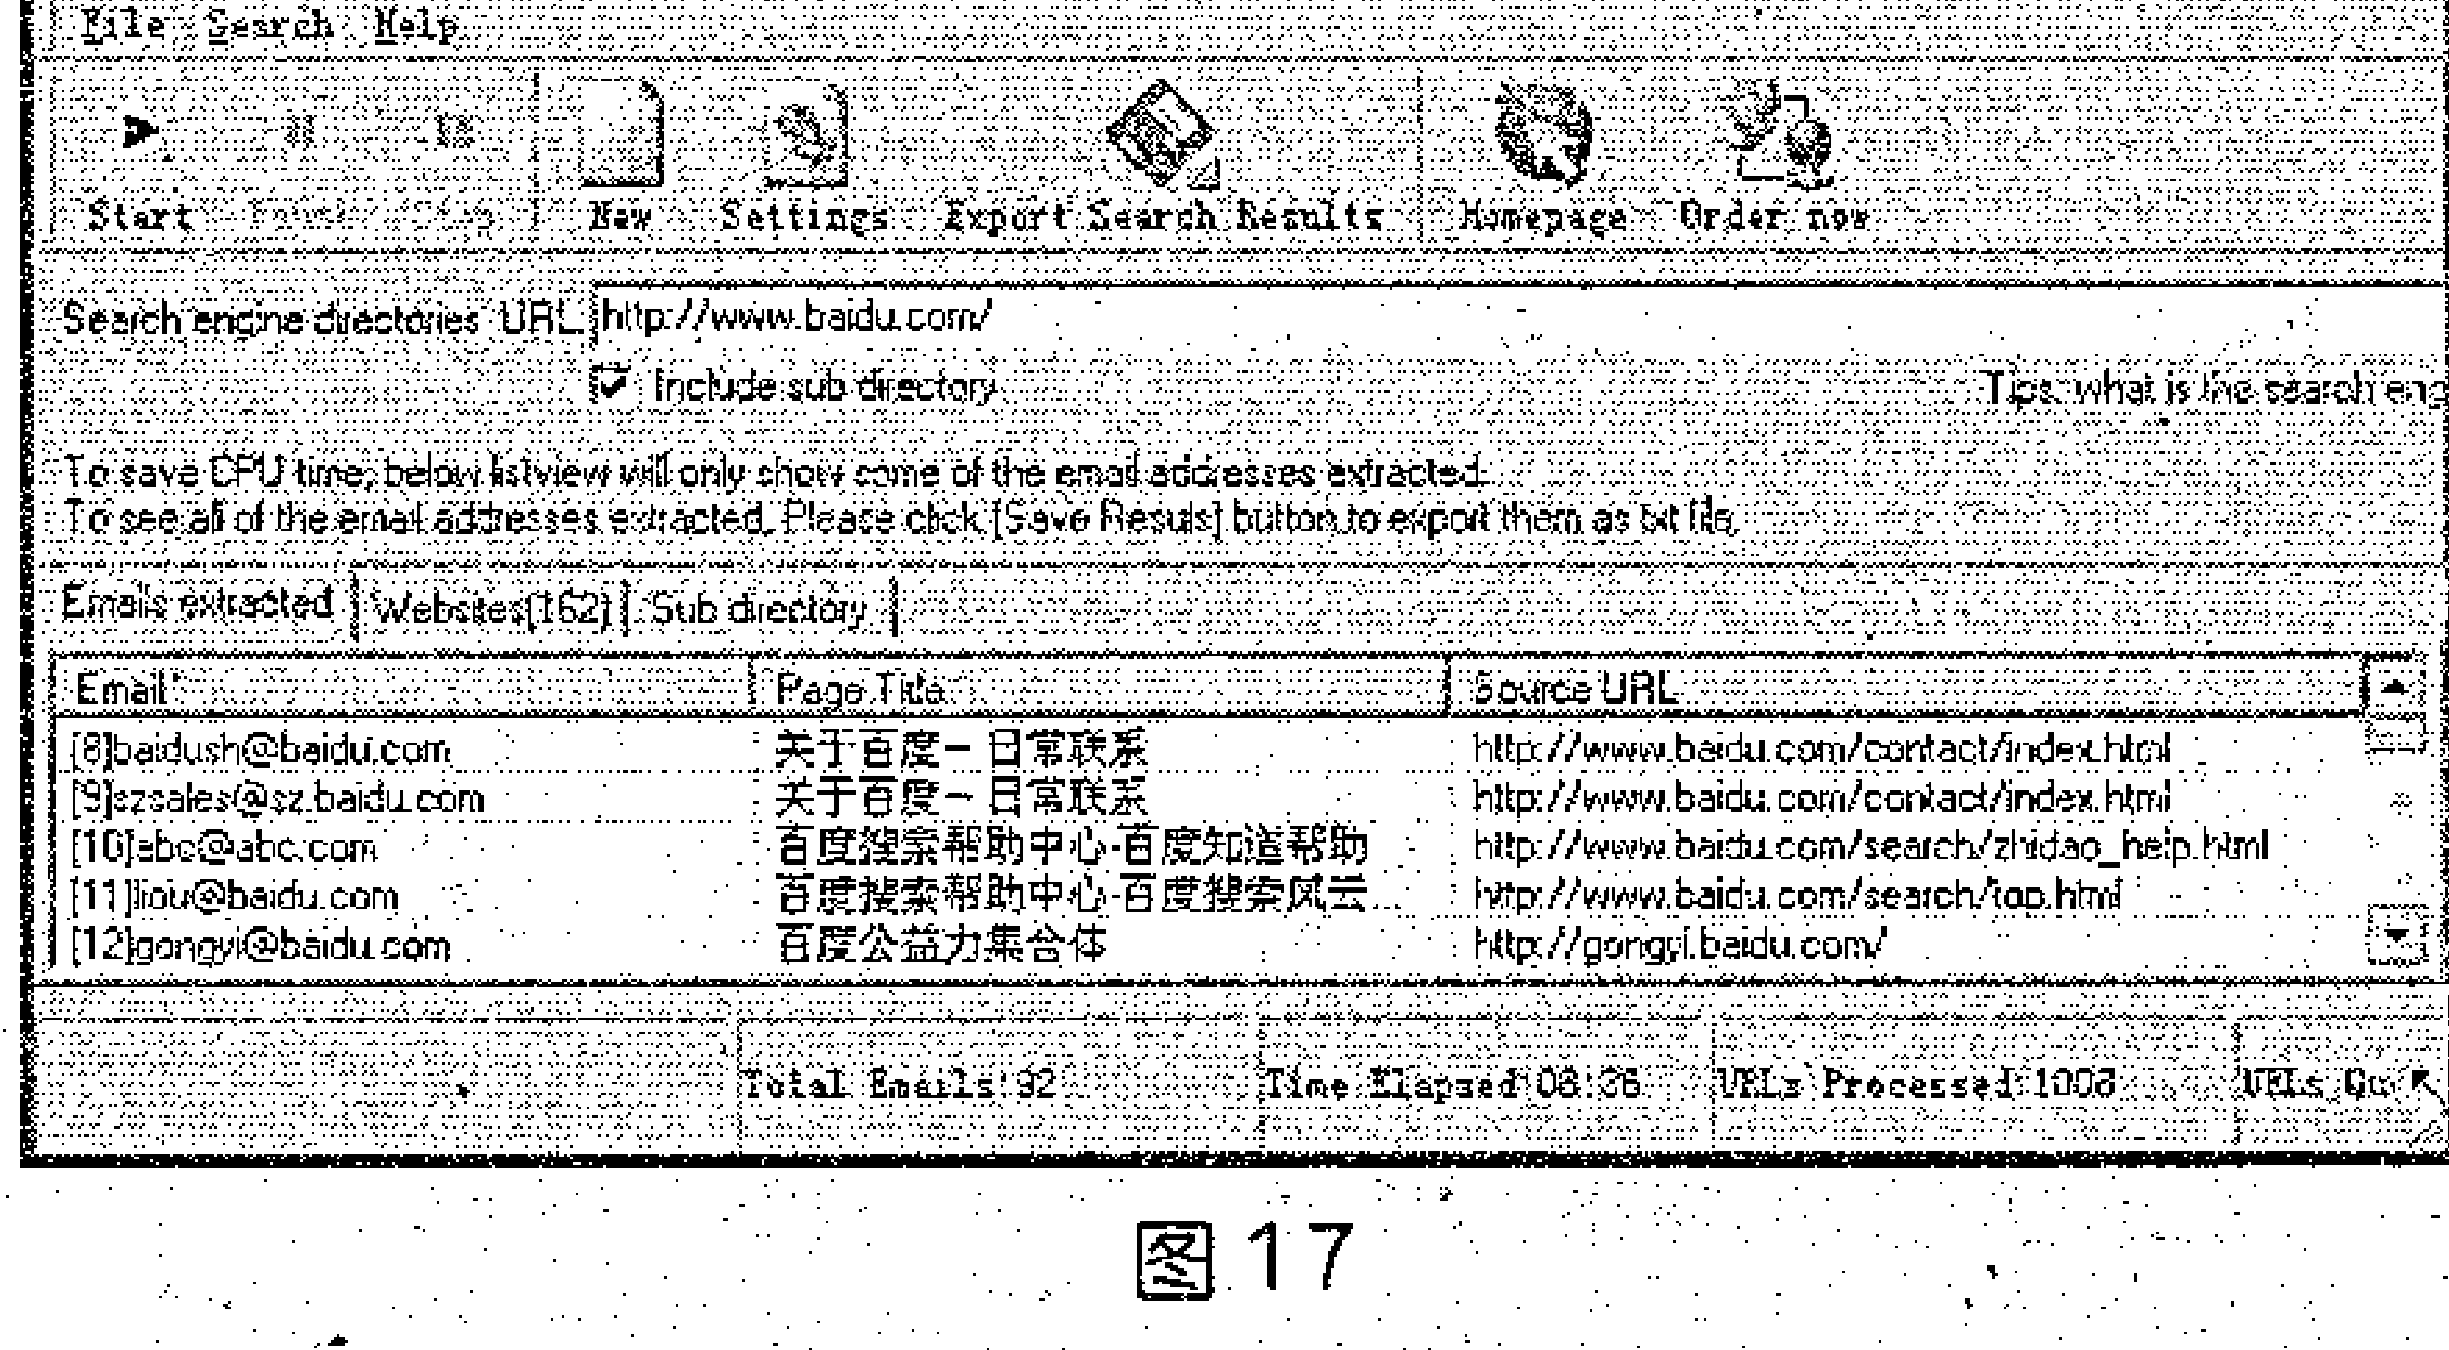 File Search Help
Start New Settings Export Search Results Homepage Order now
Search engine directories URL: http://www.baidu.com/
Include sub directory
Tips: what is the search eng
To save CPU time, below listview will only show some of the email addresses extracted.
To see all of the email addresses extracted, Please click [Save Results] button to export them as txt file.
Emails extracted Websites(162) Sub directory
Email Page Title Source URL
[8]baidush@baidu.com 关于百度－日常联系 http://www.baidu.com/contact/index.html
[9]szsales@sz.baidu.com 关于百度－日常联系 http://www.baidu.com/contact/index.html
[10]abc@abc.com 百度搜索帮助中心-百度知道帮助 http://www.baidu.com/search/zhidao_help.html
[11]liou@baidu.com 百度搜索帮助中心-百度搜索风云... http://www.baidu.com/search/top.html
[12]gongyi@baidu.com 百度公益力集合体 http://gongyi.baidu.com/
Total Emails: Time Elapsed: URLs Processed: URLs Qu
图 17